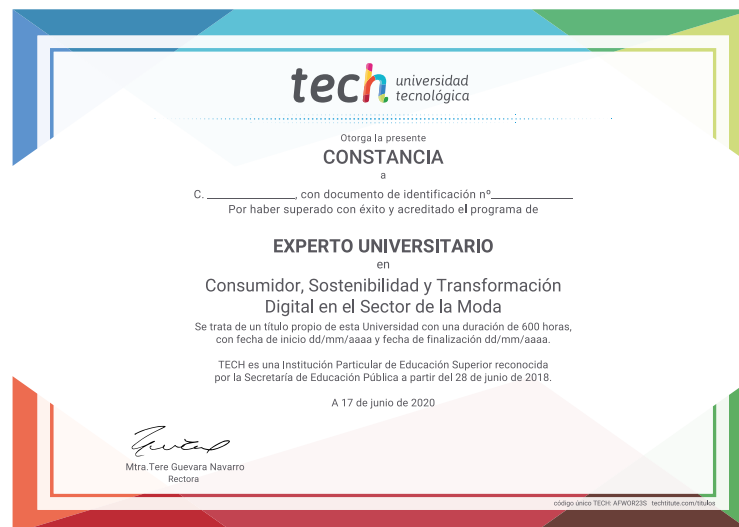 tech universidad
tecnológica
Otorga la presente
CONSTANCIA
a
C. ______________, con documento de identificación nº______________
Por haber superado con éxito y acreditado el programa de
EXPERTO UNIVERSITARIO
en
Consumidor, Sostenibilidad y Transformación
Digital en el Sector de la Moda
Se trata de un título propio de esta Universidad con una duración de 600 horas,
con fecha de inicio dd/mm/aaaa y fecha de finalización dd/mm/aaaa.
TECH es una Institución Particular de Educación Superior reconocida
por la Secretaría de Educación Pública a partir del 28 de junio de 2018.
A 17 de junio de 2020
Mtra.Tere Guevara Navarro
Rectora
código único TECH: AFWOR23S techtitute.com/titulos